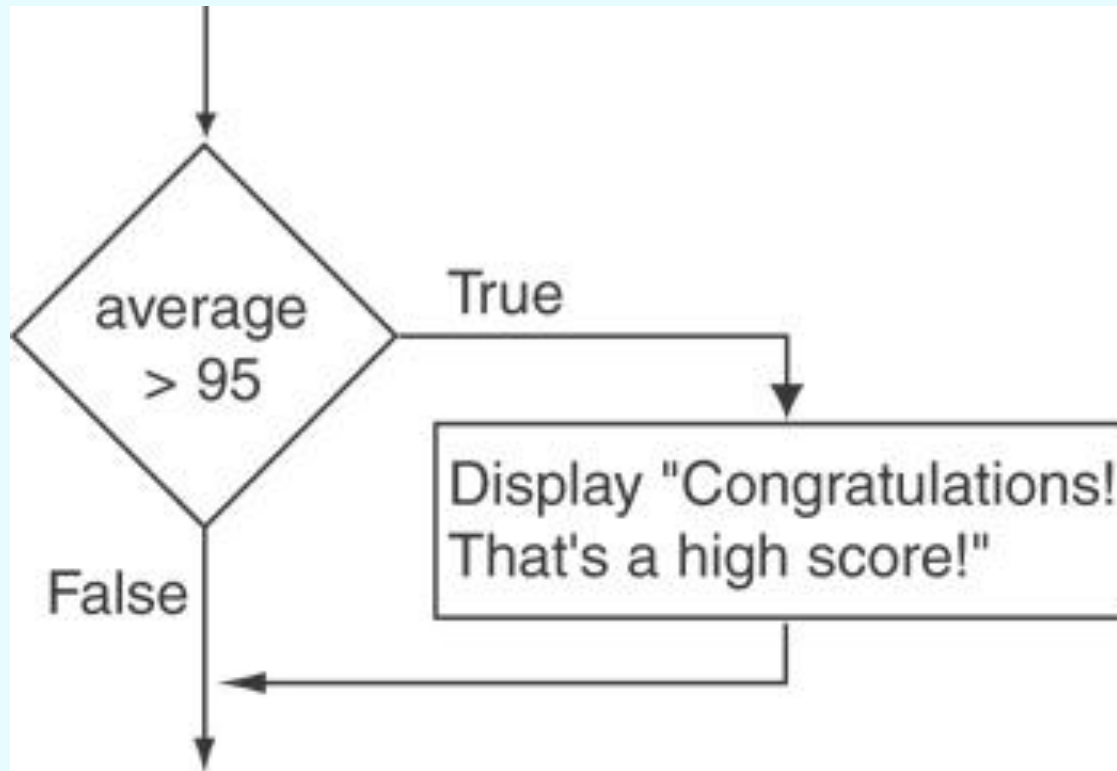 average
> 95
True
Display "Congratulations!
That's a high score!"
False